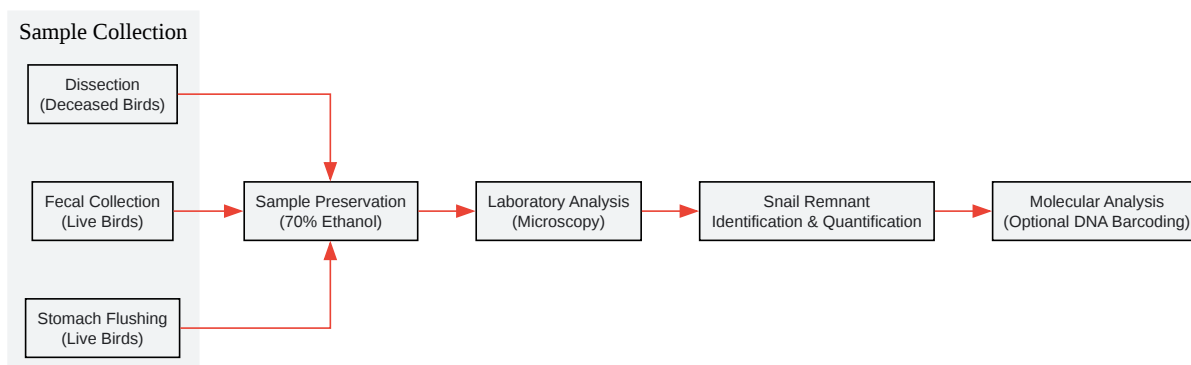 Sample Collection
Dissection
(Deceased Birds)
Fecal Collection
(Live Birds)
Stomach Flushing
(Live Birds)
Sample Preservation
(70% Ethanol)
Laboratory Analysis
(Microscopy)
Snail Remnant
Identification & Quantification
Molecular Analysis
(Optional DNA Barcoding)